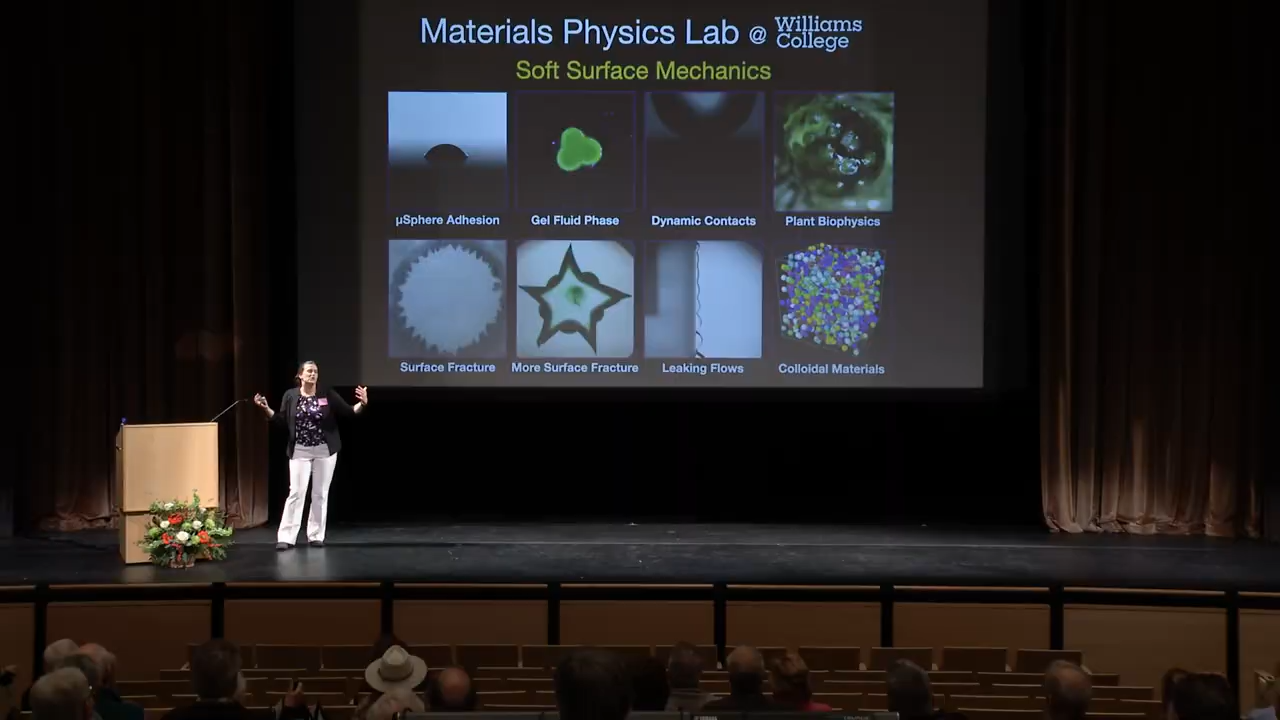 Materials Physics Lab @ Williams College
Soft Surface Mechanics
µSphere Adhesion
Gel Fluid Phase
Dynamic Contacts
Plant Biophysics
Surface Fracture
More Surface Fracture
Leaking Flows
Colloidal Materials